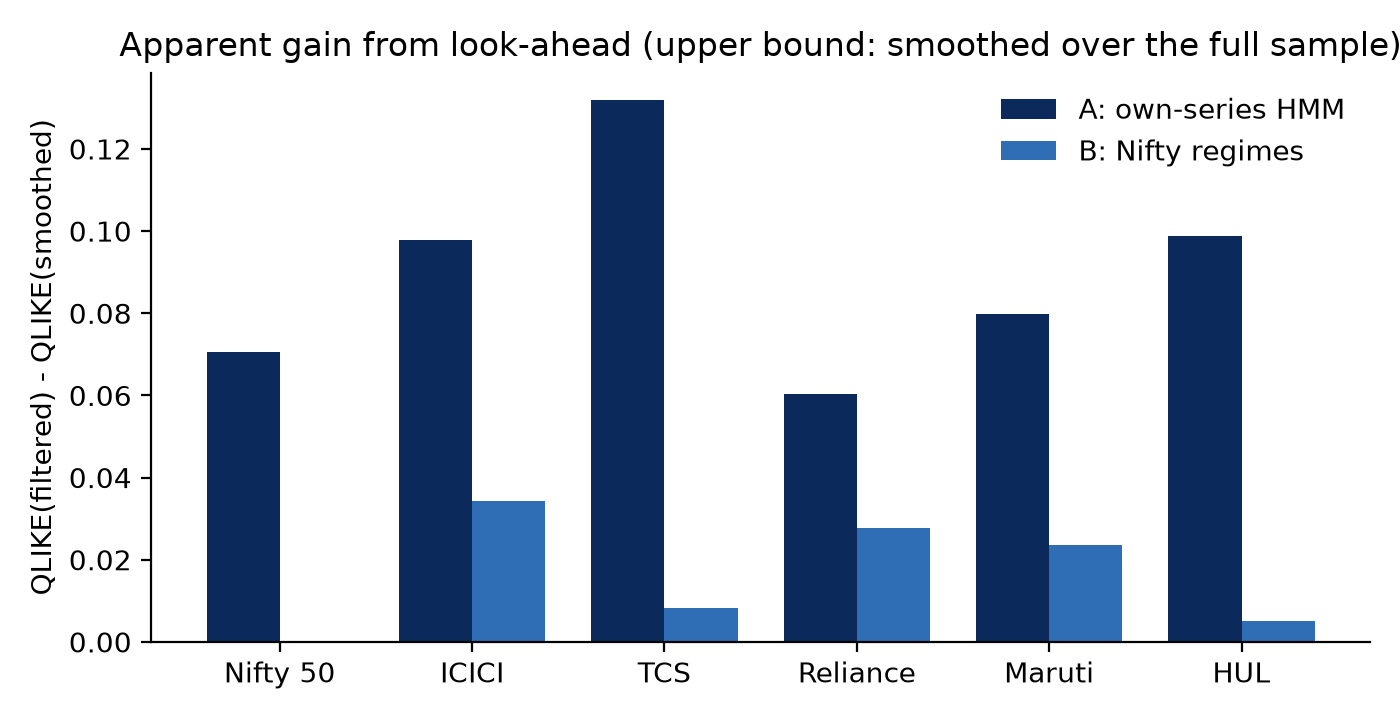 Apparent gain from look-ahead (upper bound: smoothed over the full sample)
A: own-series HMM
B: Nifty regimes
QLIKE(filtered) - QLIKE(smoothed)
0.12
0.10
0.08
0.06
0.04
0.02
0.00
Nifty 50 ICICI TCS Reliance Maruti HUL